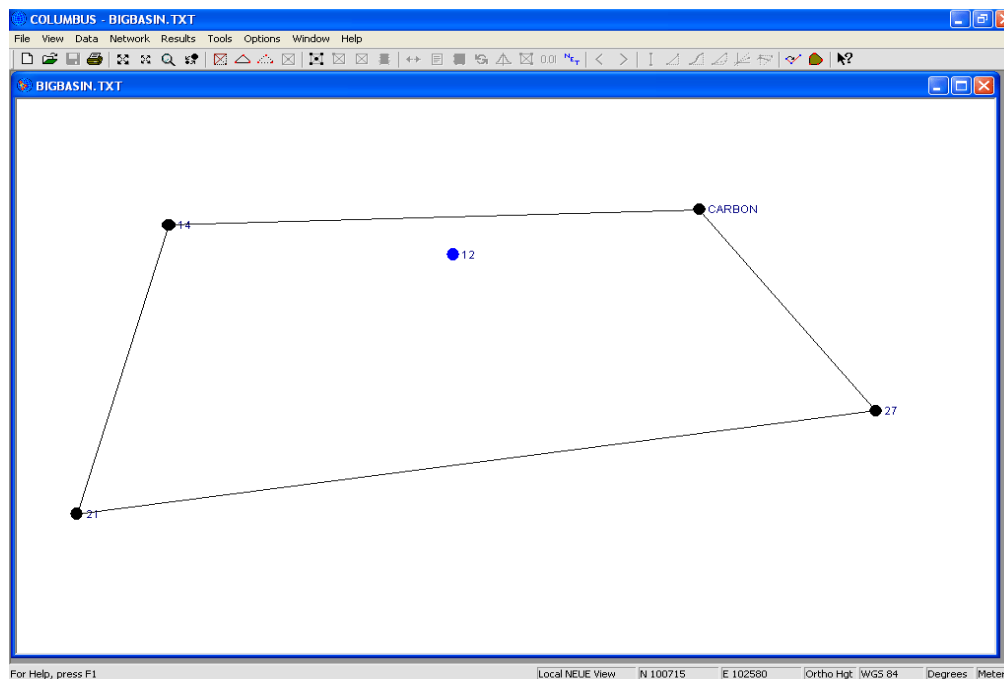 COLUMBUS - BIGBASIN.TXT
File View Data Network Results Tools Options Window Help
0.01 N E T
BIGBASIN.TXT
CARBON
14
12
27
21
For Help, press F1 Local NEUE View N 100715 E 102580 Ortho Hgt WGS 84 Degrees Meter